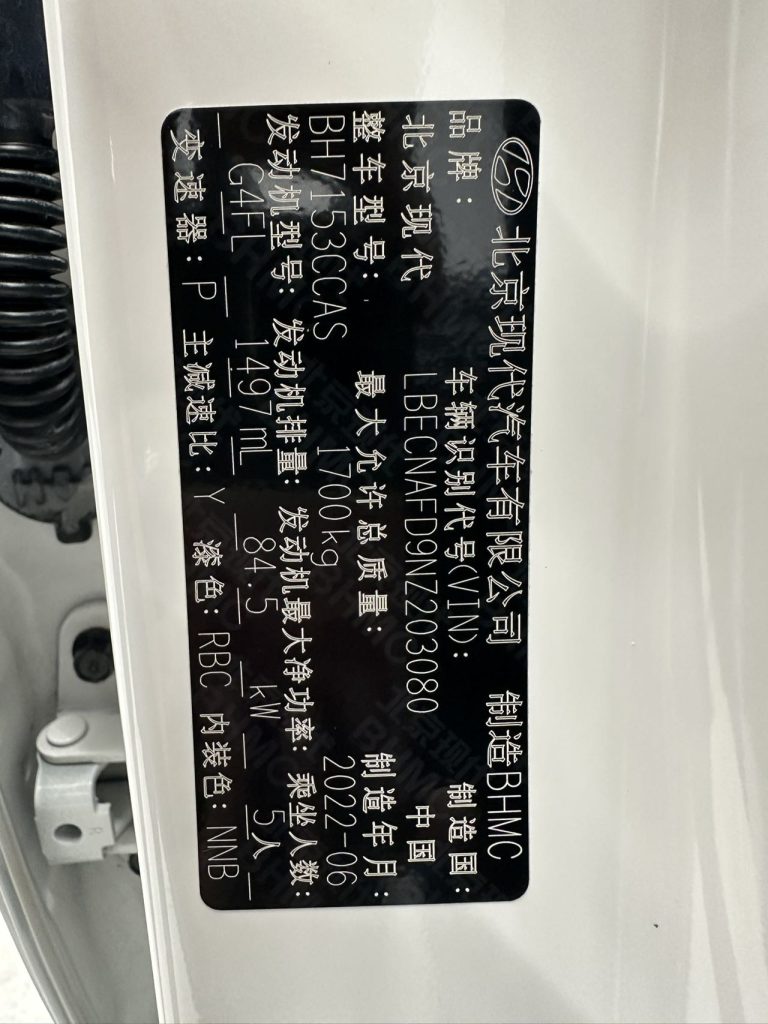 北京现代汽车有限公司 制造BHMC
品牌: 车辆识别代号(VIN): 制造国:
北京现代 LBECNAFD9NZ203080 中国
整车型号: 最大允许总质量: 制造年月:
BH7153CCAS 1700kg 2022-06
发动机型号: 发动机排量: 发动机最大净功率: 乘坐人数:
G4FL 1497ml 84.5 kW 5人
变速器: P 主减速比: Y 漆色: RBC 内装色: NNB